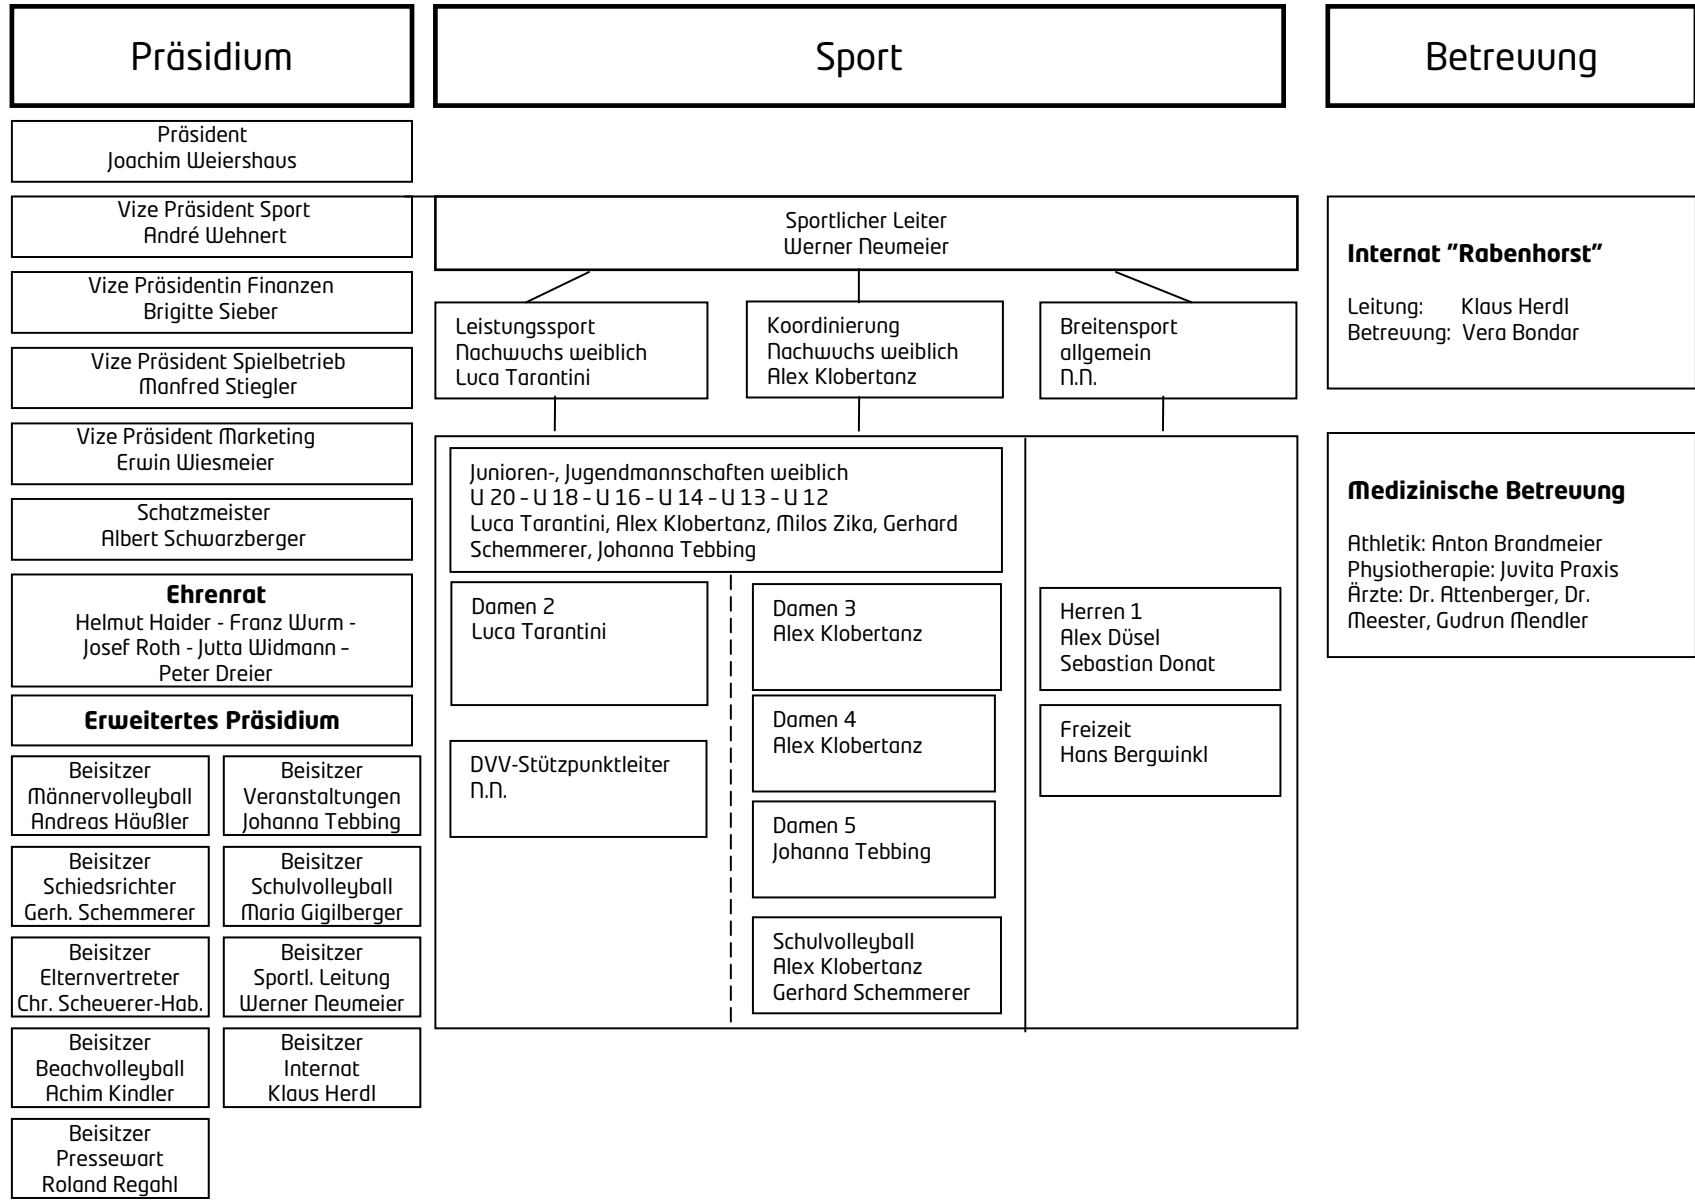 Präsidium
Präsident
Joachim Weiershaus
Vize Präsident Sport
André Wehnert
Vize Präsidentin Finanzen
Brigitte Sieber
Vize Präsident Spielbetrieb
Manfred Stiegler
Vize Präsident Marketing
Erwin Wiesmeier
Schatzmeister
Albert Schwarzberger
Ehrenrat
Helmut Haider - Franz Wurm -
Josef Roth - Jutta Widmann –
Peter Dreier
Erweitertes Präsidium
Beisitzer
Männervolleyball
Andreas Häußler
Beisitzer
Veranstaltungen
Johanna Tebbing
Beisitzer
Schiedsrichter
Gerh. Schemmerer
Beisitzer
Schulvolleyball
Maria Gigilberger
Beisitzer
Elternvertreter
Chr. Scheuerer-Hab.
Beisitzer
Sportl. Leitung
Werner Neumeier
Beisitzer
Beachvolleyball
Achim Kindler
Beisitzer
Internat
Klaus Herdl
Beisitzer
Pressewart
Roland Regahl
Sport
Sportlicher Leiter
Werner Neumeier
Leistungssport
Nachwuchs weiblich
Luca Tarantini
Koordinierung
Nachwuchs weiblich
Alex Klobertanz
Breitensport
allgemein
N.N.
Junioren-, Jugendmannschaften weiblich
U 20 – U 18 – U 16 – U 14 – U 13 – U 12
Luca Tarantini, Alex Klobertanz, Milos Zika, Gerhard
Schemmerer, Johanna Tebbing
Damen 2
Luca Tarantini
DVV-Stützpunktleiter
N.N.
Damen 3
Alex Klobertanz
Damen 4
Alex Klobertanz
Damen 5
Johanna Tebbing
Schulvolleyball
Alex Klobertanz
Gerhard Schemmerer
Herren 1
Alex Düsel
Sebastian Donat
Freizeit
Hans Bergwinkl
Betreuung
Internat "Rabenhorst"
Leitung: Klaus Herdl
Betreuung: Vera Bondar
Medizinische Betreuung
Athletik: Anton Brandmeier
Physiotherapie: Juvita Praxis
Ärzte: Dr. Attenberger, Dr.
Meester, Gudrun Mendler